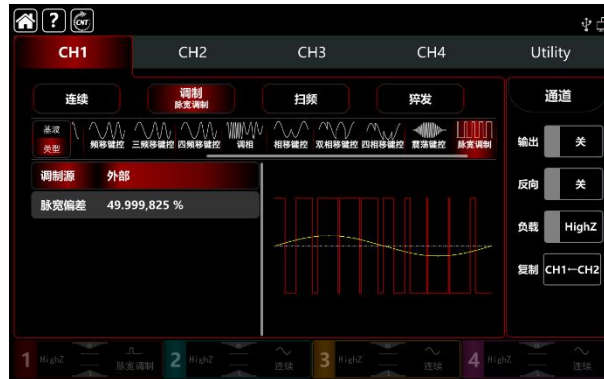 ? CNT
CH1 CH2 CH3 CH4 Utility
连续 调制 扫频 猝发 通道
脉宽调制
基波
类型
频移键控 三频移键控 四频移键控 调相 相移键控 双相移键控 四相移键控 震荡键控 脉宽调制
输出 关
调制源 外部
反向 关
脉宽偏差 49.999,825 %
负载 HighZ
复制 CH1←CH2
1 HighZ 脉宽调制 2 HighZ 连续 3 HighZ 连续 4 HighZ 连续